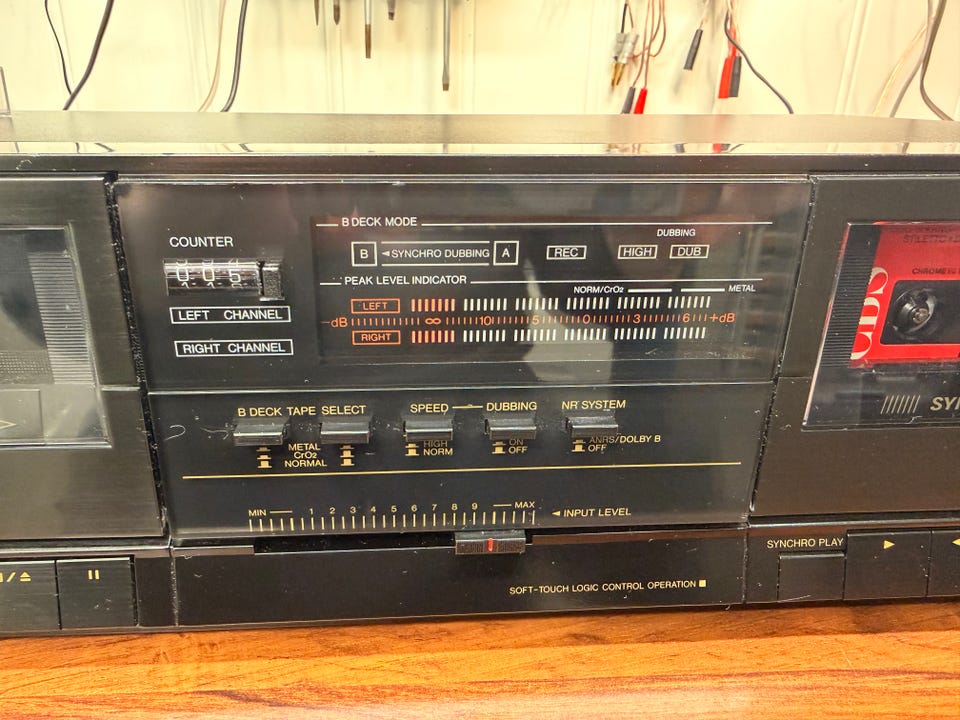 B DECK MODE
COUNTER
DUBBING
B ◄SYNCHRO DUBBING A REC HIGH DUB
005
PEAK LEVEL INDICATOR
NORM/CrO2 METAL
LEFT
LEFT CHANNEL
-dB ∞ 10 5 0 3 6 +dB
RIGHT
RIGHT CHANNEL
B DECK TAPE SELECT SPEED DUBBING NR SYSTEM
METAL
CrO2
NORMAL
HIGH
NORM
ON
OFF
ANRS/DOLBY B
OFF
MIN 1 2 3 4 5 6 7 8 9 MAX ◄ INPUT LEVEL
SOFT-TOUCH LOGIC CONTROL OPERATION
CHROME
CDS
SY
SYNCHRO PLAY